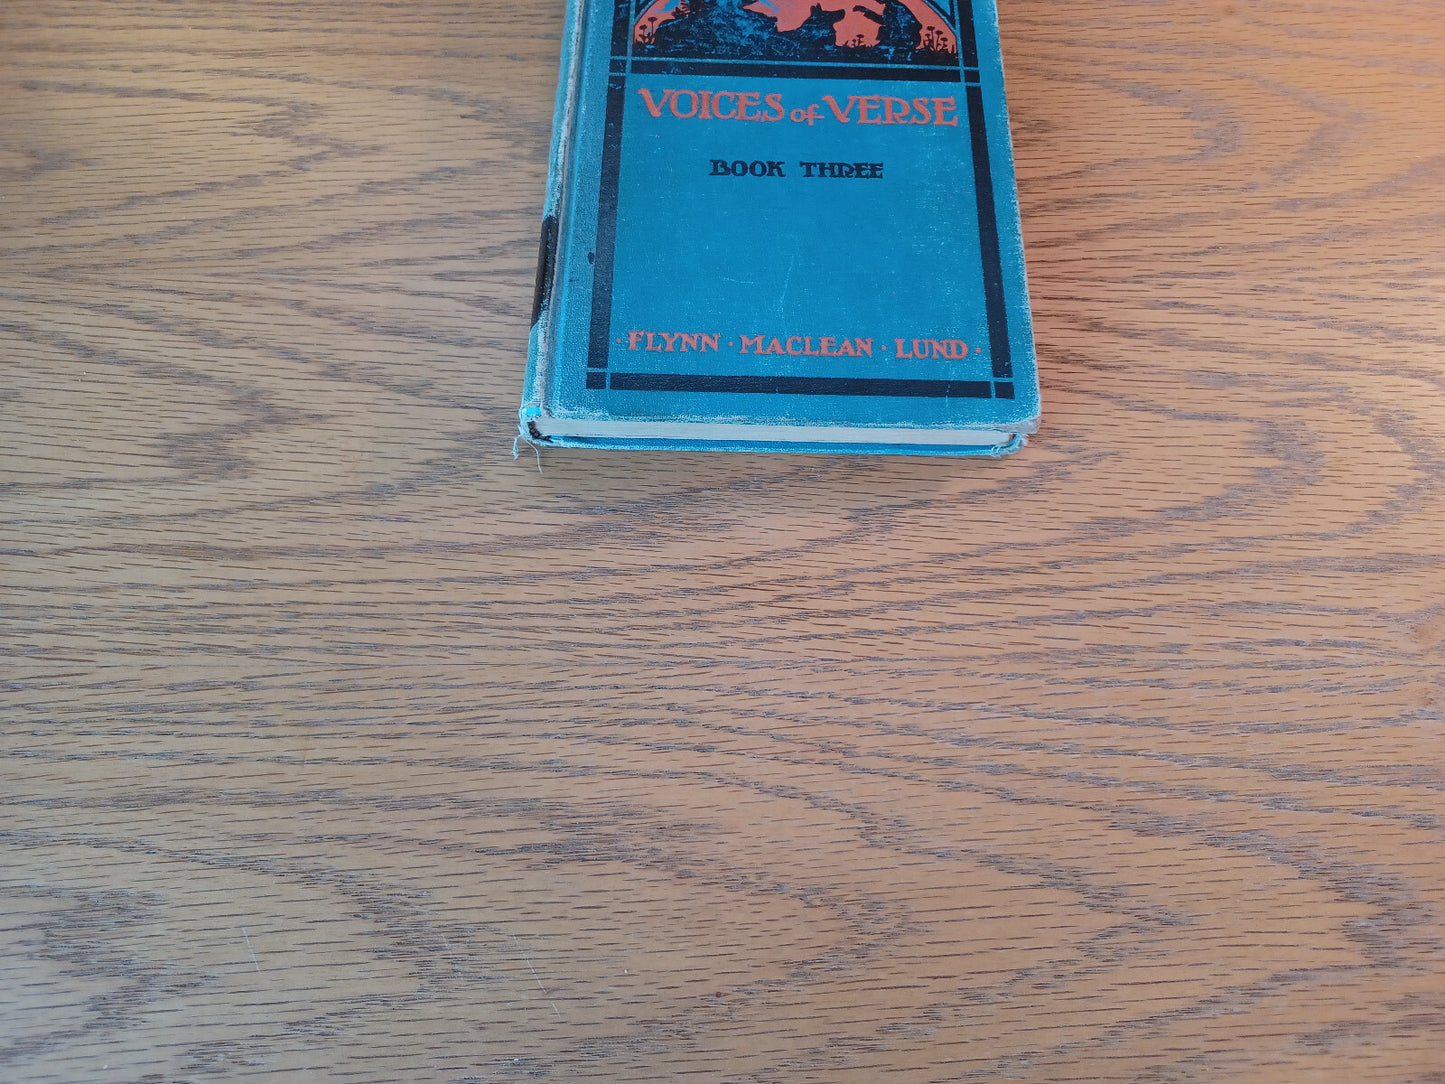 VOICES of VERSE
BOOK THREE
· FLYNN · MACLEAN · LUND ·